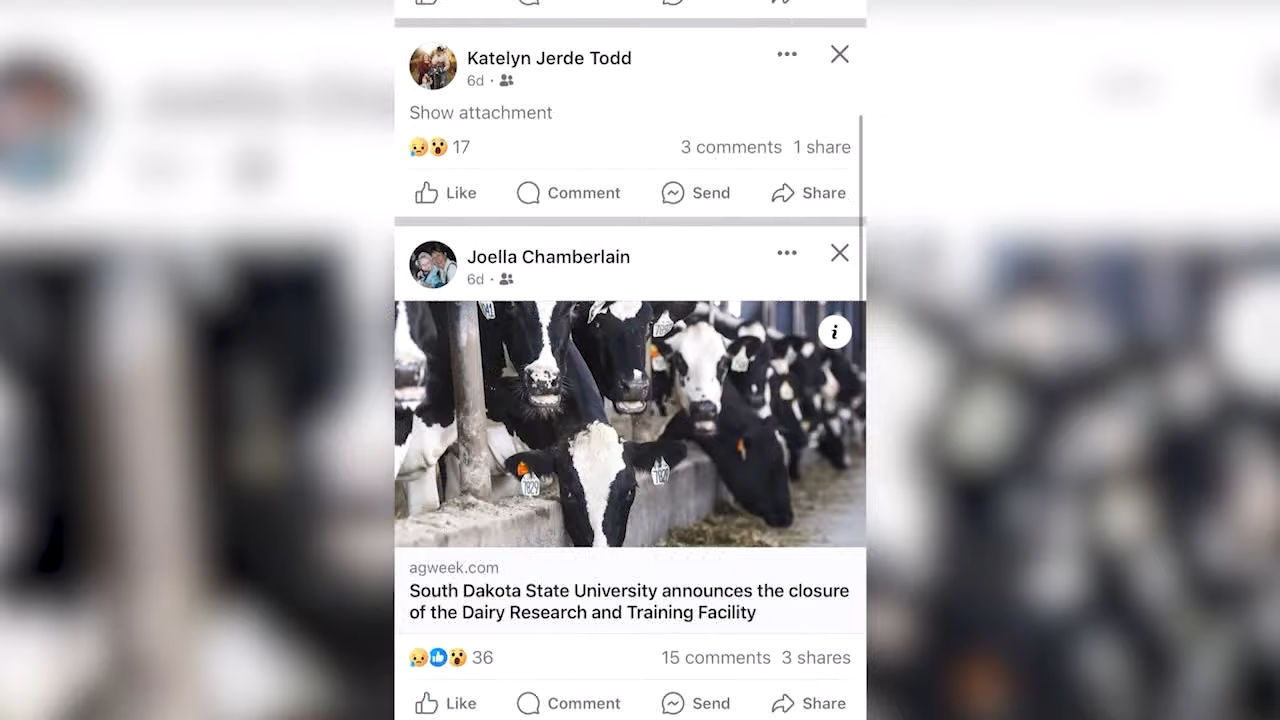 Katelyn Jerde Todd
6d ·
Show attachment
17
3 comments 1 share
Like Comment Send Share
Joella Chamberlain
6d ·
i
7829
agweek.com
South Dakota State University announces the closure
of the Dairy Research and Training Facility
36
15 comments 3 shares
Like Comment Send Share